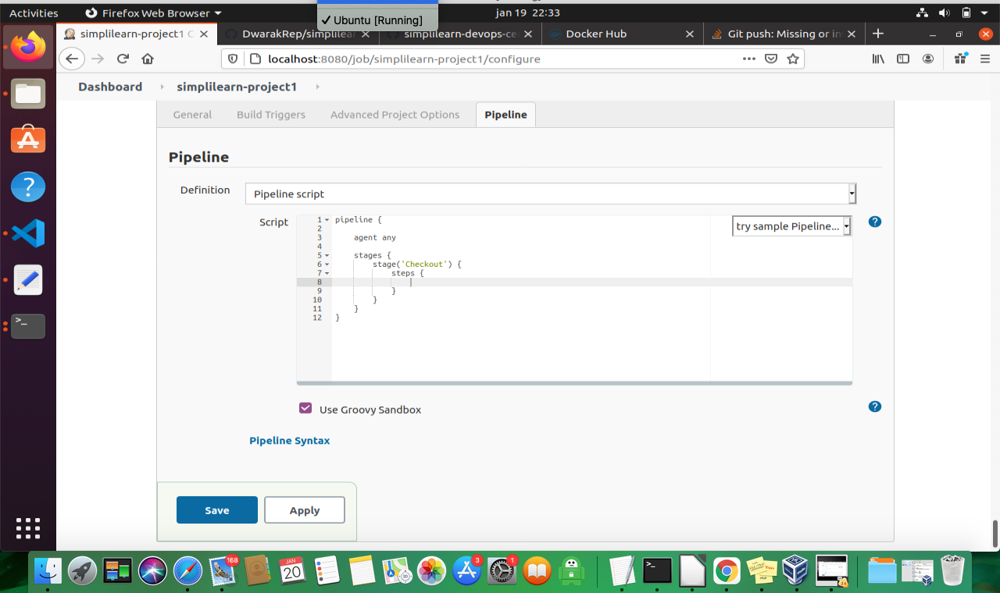 Activities
Firefox Web Browser
✓ Ubuntu [Running]
jan 19 22:33
simplilearn-project1 C
DwarakRep/simplilear
simplilearn-devops-ce
Docker Hub
Git push: Missing or in
localhost:8080/job/simplilearn-project1/configure
Dashboard
simplilearn-project1
General
Build Triggers
Advanced Project Options
Pipeline
Pipeline
Definition
Pipeline script
Script
try sample Pipeline...
1 pipeline {
2
3     agent any
4
5     stages {
6         stage('Checkout') {
7             steps {
8
9             }
10         }
11     }
12 }
Use Groovy Sandbox
Pipeline Syntax
Save
Apply
168
JAN
20
3
1